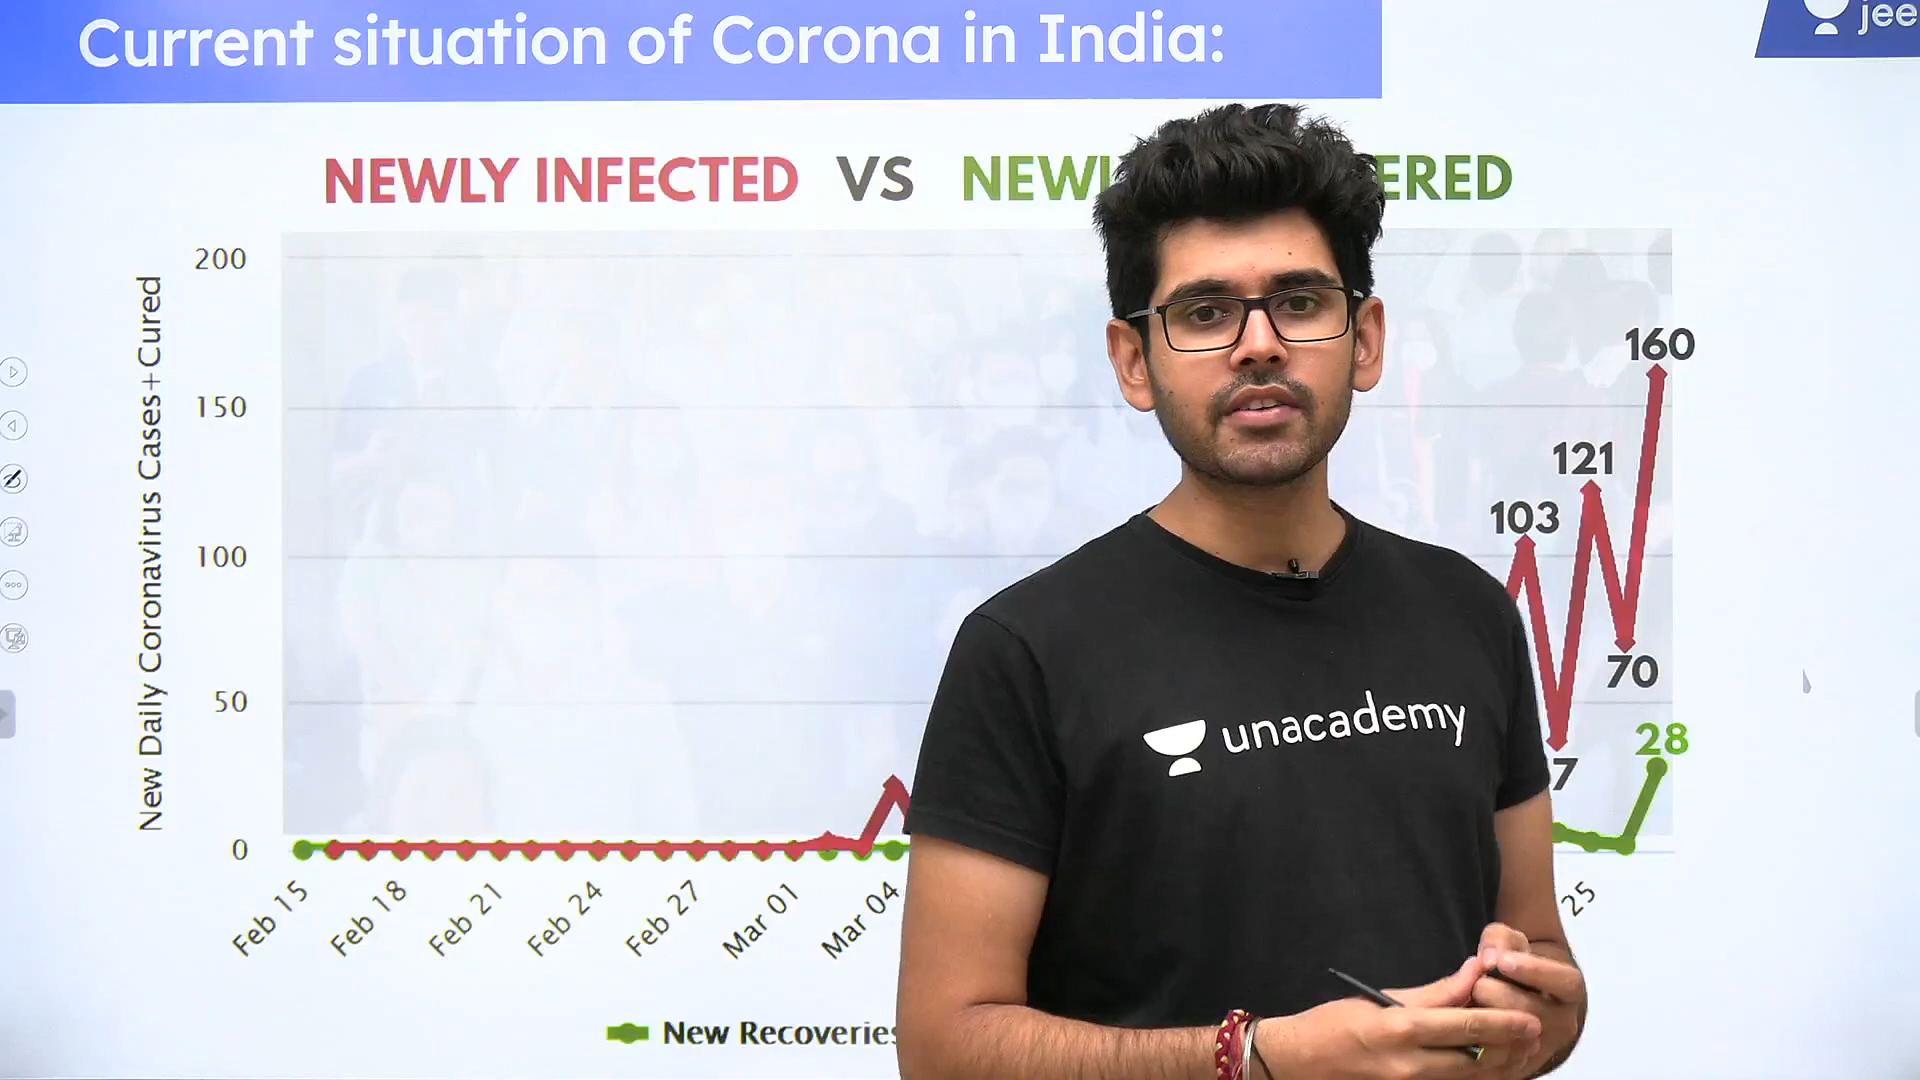 Current situation of Corona in India:
jee
NEWLY INFECTED VS
200
150
100
50
0
New Daily Coronavirus Cases+Cured
160
121
103
70
28
7
Feb 15
Feb 18
Feb 21
Feb 24
Feb 27
Mar 01
Mar 04
25
New Recoveries
unacademy